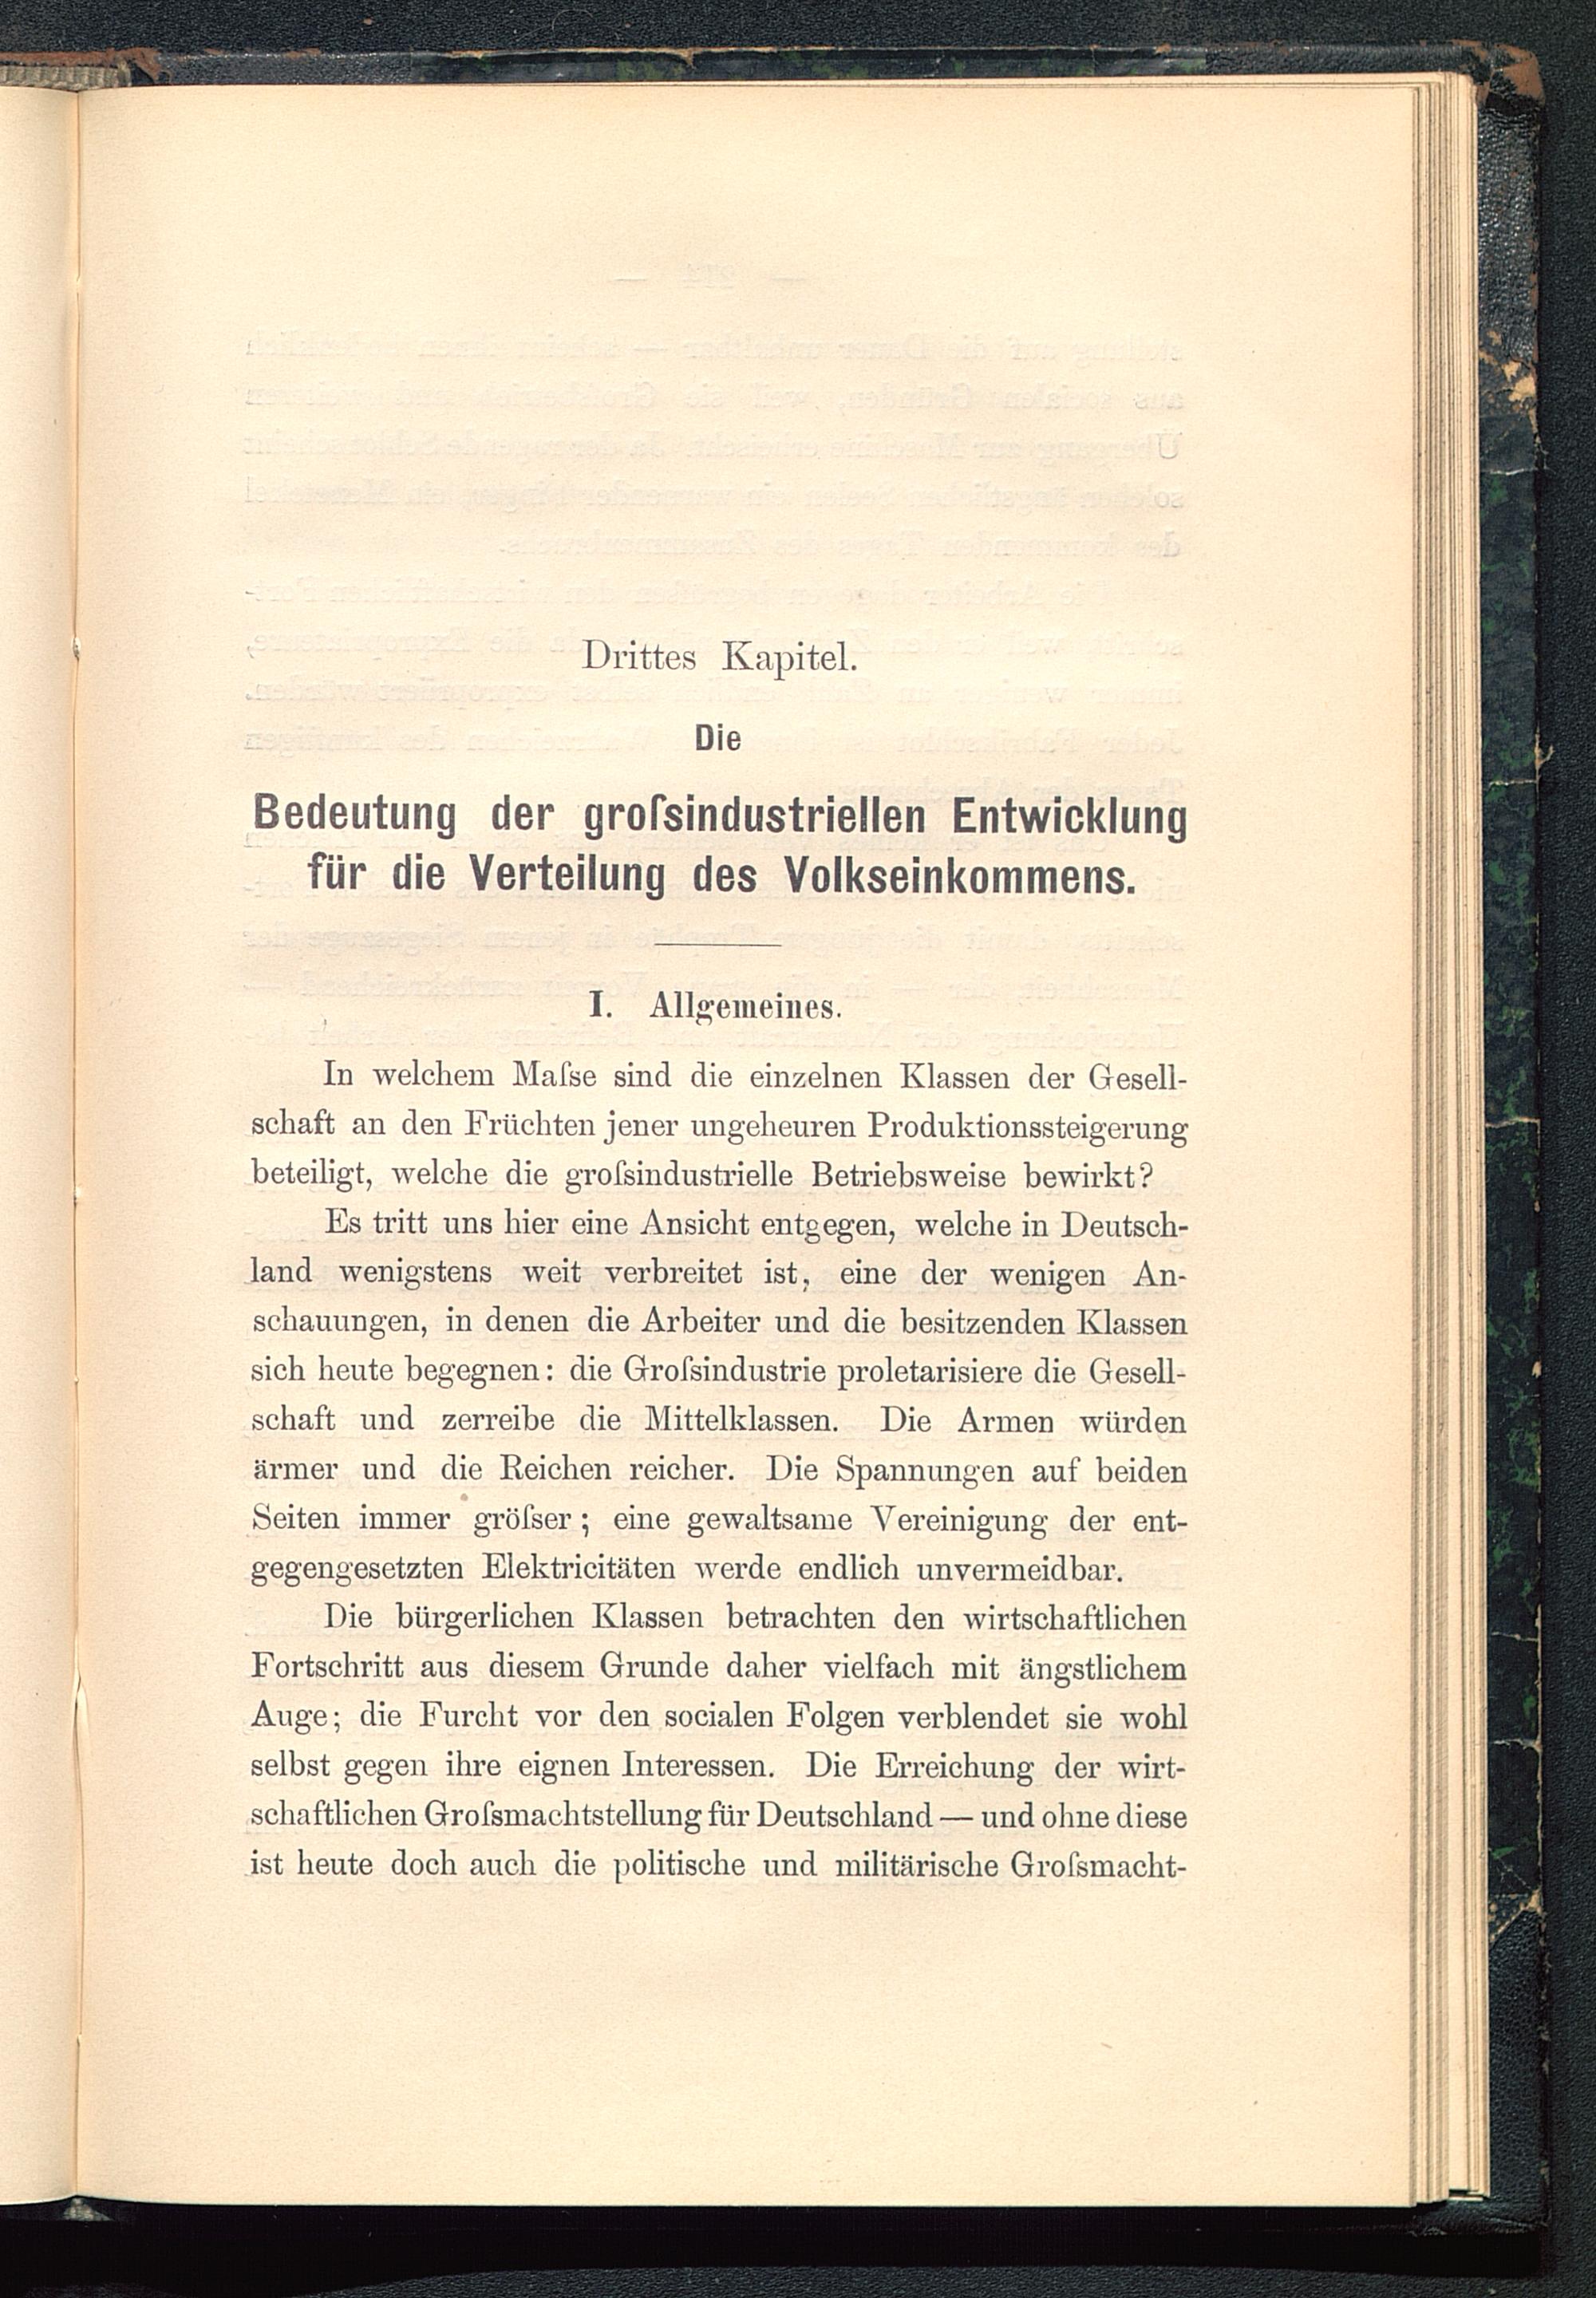 Drittes Kapitel.
Die
Bedeutung der groſsindustriellen Entwicklung
für die Verteilung des Volkseinkommens.
I. Allgemeines.
In welchem Maſse sind die einzelnen Klassen der Gesell-
schaft an den Früchten jener ungeheuren Produktionssteigerung
beteiligt, welche die groſsindustrielle Betriebsweise bewirkt?
Es tritt uns hier eine Ansicht entgegen, welche in Deutsch-
land wenigstens weit verbreitet ist, eine der wenigen An-
schauungen, in denen die Arbeiter und die besitzenden Klassen
sich heute begegnen: die Groſsindustrie proletarisiere die Gesell-
schaft und zerreibe die Mittelklassen. Die Armen würden
ärmer und die Reichen reicher. Die Spannungen auf beiden
Seiten immer gröſser; eine gewaltsame Vereinigung der ent-
gegengesetzten Elektricitäten werde endlich unvermeidbar.
Die bürgerlichen Klassen betrachten den wirtschaftlichen
Fortschritt aus diesem Grunde daher vielfach mit ängstlichem
Auge; die Furcht vor den socialen Folgen verblendet sie wohl
selbst gegen ihre eignen Interessen. Die Erreichung der wirt-
schaftlichen Groſsmachtstellung für Deutschland — und ohne diese
ist heute doch auch die politische und militärische Groſsmacht-